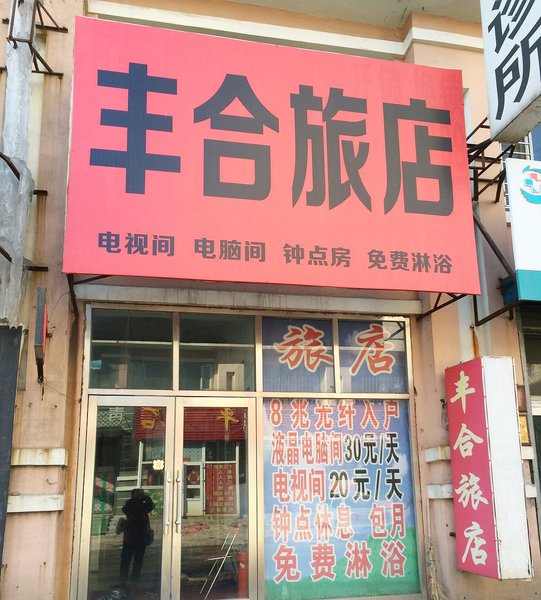 丰合旅店
电视间 电脑间 钟点房 免费淋浴
诊所
旅店
8兆光纤入户
液晶电脑间30元/天
电视间20元/天
钟点休息 包月
免费淋浴
丰合旅店